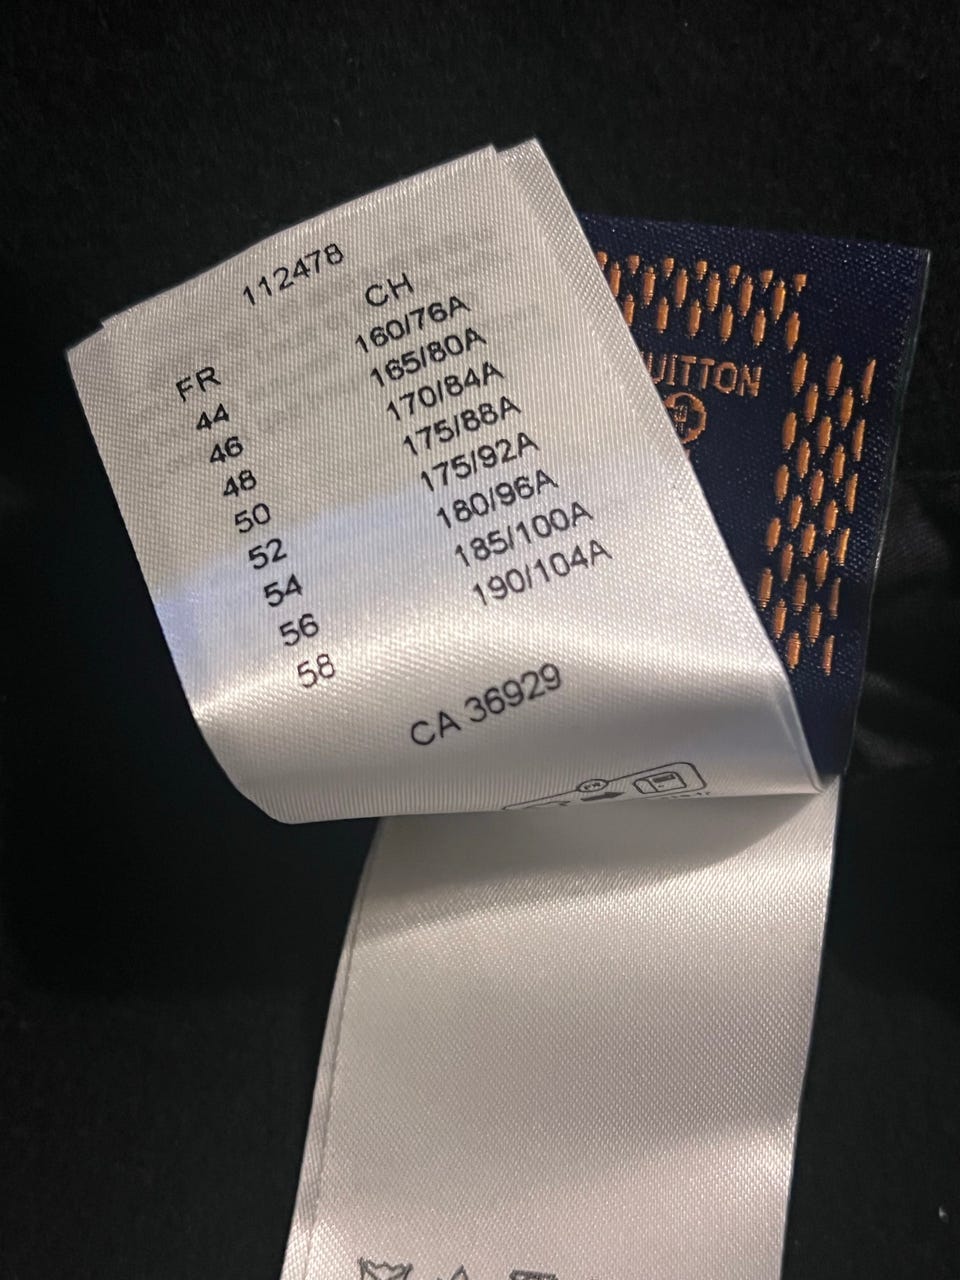 112478
FR CH
44 160/76A
46 165/80A
48 170/84A
50 175/88A
52 175/92A
54 180/96A
56 185/100A
58 190/104A
CA 36929
FR
UITTON